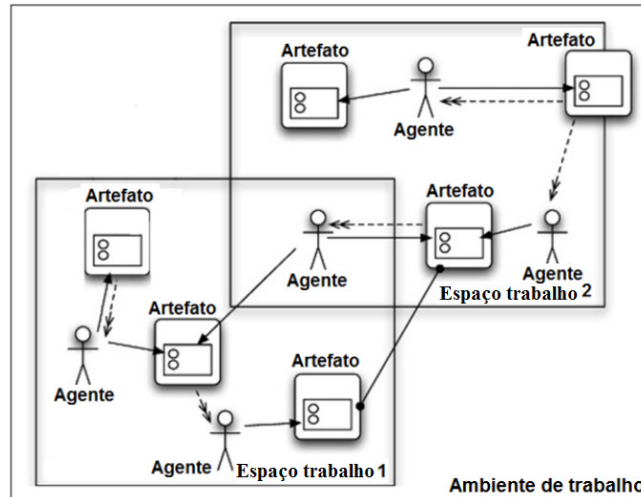 Artefato
Artefato
Agente
Artefato
Artefato
Agente
Agente
Espaço trabalho 2
Artefato
Agente
Artefato
Agente
Espaço trabalho 1
Ambiente de trabalho